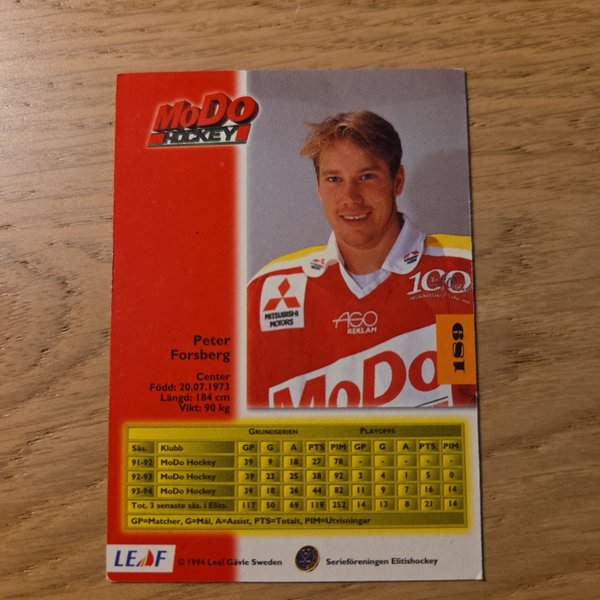 MoDo
HOCKEY
100
MITSUBISHI
MOTORS
AGO
REKLAM
189
MoDo
Peter
Forsberg
Center
Född: 20.07.1973
Längd: 184 cm
Vikt: 90 kg
GRUNDSERIEN PLAYOFFS
Säs. Klubb GP G A PTS PIM GP G A PTS PIM
91-92 MoDo Hockey 39 9 18 27 78 - - - - -
92-93 MoDo Hockey 39 23 25 38 92 3 4 1 5 0
93-94 MoDo Hockey 39 18 26 44 82 11 9 7 16 14
Tot. 3 senaste säs. i Elits. 117 50 69 119 252 14 13 8 21 14
GP=Matcher, G=Mål, A=Assist, PTS=Totalt, PIM=Utvisningar
LEAF © 1994 Leaf Gävle Sweden Serieföreningen Elitishockey